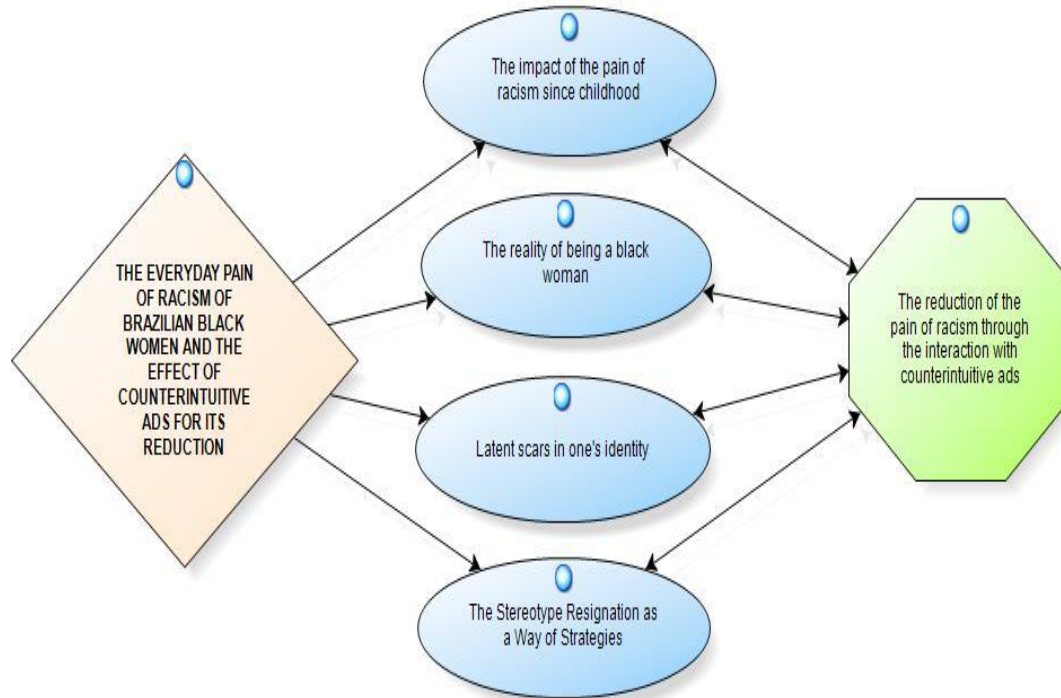 The impact of the pain of
racism since childhood
THE EVERYDAY PAIN
OF RACISM OF
BRAZILIAN BLACK
WOMEN AND THE
EFFECT OF
COUNTERINTUITIVE
ADS FOR ITS
REDUCTION
The reality of being a black
woman
Latent scars in one's identity
The Stereotype Resignation as
a Way of Strategies
The reduction of the
pain of racism through
the interaction with
counterintuitive ads